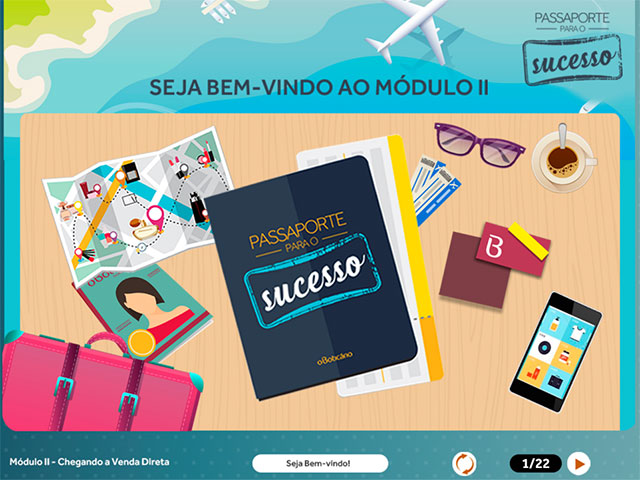 PASSAPORTE
PARA O
sucesso
SEJA BEM-VINDO AO MÓDULO II
PASSAPORTE
PARA O
sucesso
oBoticário
B
Módulo II - Chegando a Venda Direta
Seja Bem-vindo!
1/22